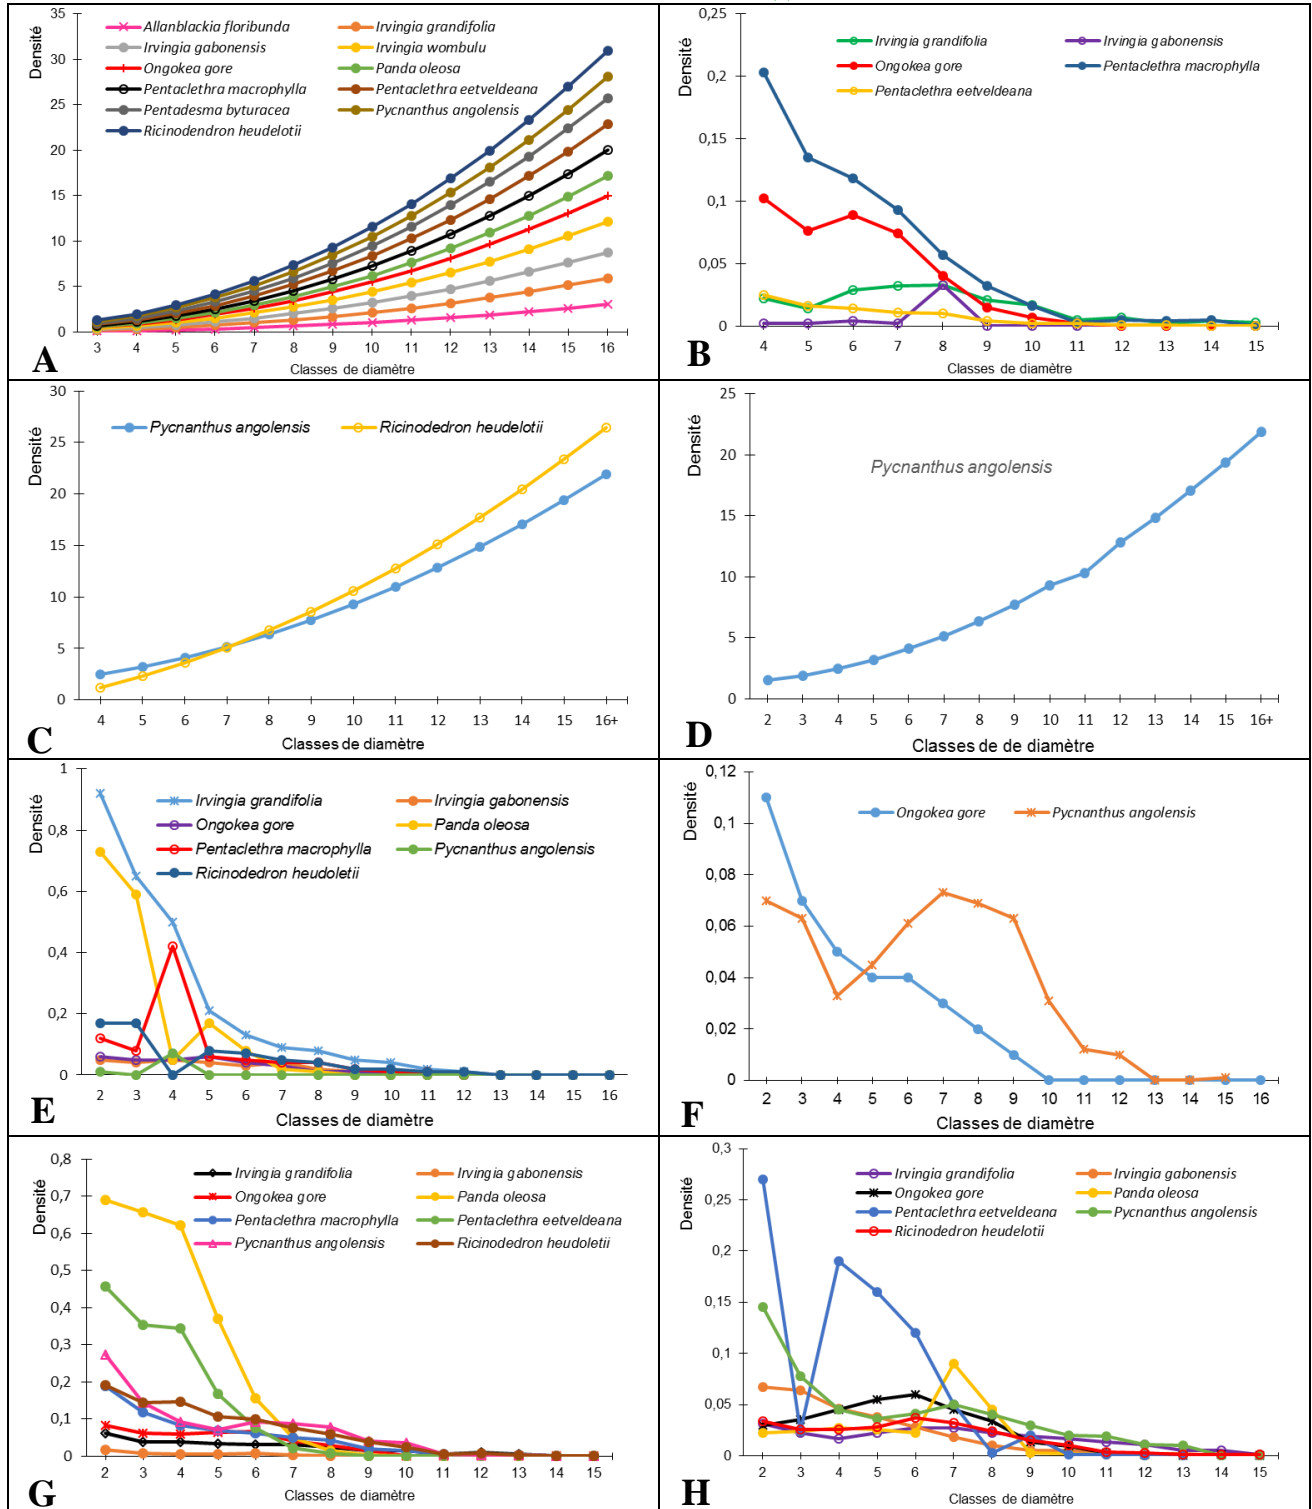 Densité
Allanblackia floribunda
Irvingia grandifolia
Irvingia gabonensis
Irvingia wombulu
Ongokea gore
Panda oleosa
Pentaclethra macrophylla
Pentaclethra eetveldeana
Pentadesma byturacea
Pycnanthus angolensis
Ricinodendron heudelotii
35
30
25
20
15
10
5
0
3 4 5 6 7 8 9 10 11 12 13 14 15 16
Classes de diamètre
A
Densité
Irvingia grandifolia
Irvingia gabonensis
Ongokea gore
Pentaclethra macrophylla
Pentaclethra eetveldeana
0,25
0,2
0,15
0,1
0,05
0
4 5 6 7 8 9 10 11 12 13 14 15
Classes de diamètre
B
Densité
Pycnanthus angolensis
Ricinodedron heudelotii
30
25
20
15
10
5
0
4 5 6 7 8 9 10 11 12 13 14 15 16+
Classes de diamètre
C
Densité
Pycnanthus angolensis
25
20
15
10
5
0
2 3 4 5 6 7 8 9 10 11 12 13 14 15 16+
Classes de de diamètre
D
Densité
Irvingia grandifolia
Irvingia gabonensis
Ongokea gore
Panda oleosa
Pentaclethra macrophylla
Pycnanthus angolensis
Ricinodedron heudoletii
1
0,8
0,6
0,4
0,2
0
2 3 4 5 6 7 8 9 10 11 12 13 14 15 16
Classes de diamètre
E
Densité
Ongokea gore
Pycnanthus angolensis
0,12
0,1
0,08
0,06
0,04
0,02
0
2 3 4 5 6 7 8 9 10 11 12 13 14 15 16
Classes de diamètre
F
Densité
Irvingia grandifolia
Irvingia gabonensis
Ongokea gore
Panda oleosa
Pentaclethra macrophylla
Pentaclethra eetveldeana
Pycnanthus angolensis
Ricinodedron heudoletii
0,8
0,7
0,6
0,5
0,4
0,3
0,2
0,1
0
2 3 4 5 6 7 8 9 10 11 12 13 14 15
Classes de diamètre
G
Densité
Irvingia grandifolia
Irvingia gabonensis
Ongokea gore
Panda oleosa
Pentaclethra eetveldeana
Pycnanthus angolensis
Ricinodedron heudelotii
0,3
0,25
0,2
0,15
0,1
0,05
0
2 3 4 5 6 7 8 9 10 11 12 13 14 15
Classes de diamètre
H